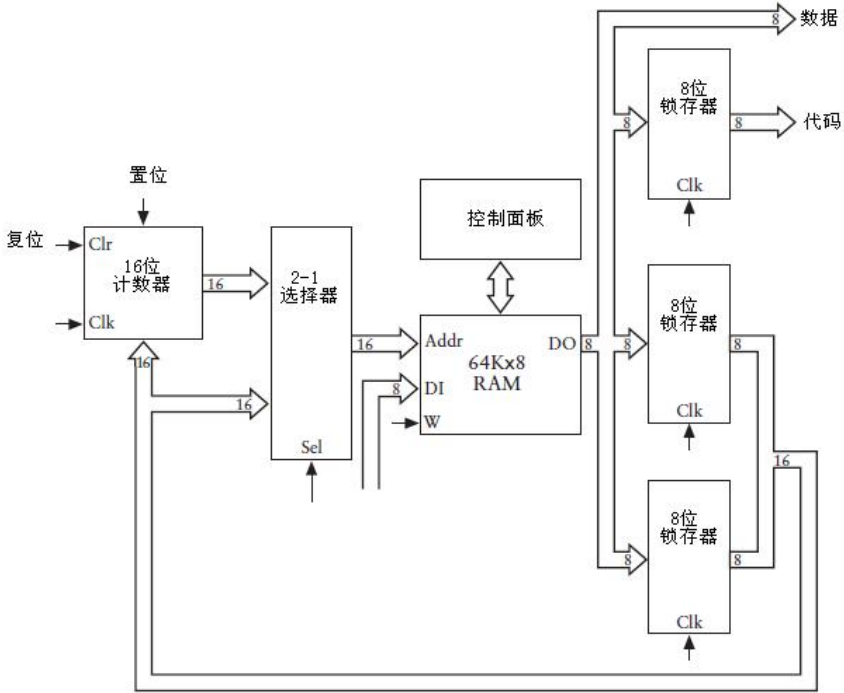 8
数据
8位
锁存器
8
8
代码
Clk
置位
复位
Clr
16位
计数器
16
Clk
16
2-1
选择器
16
16
Sel
控制面板
Addr
DO
8
64Kx8
RAM
8
DI
W
8
8位
锁存器
8
Clk
16
8
8位
锁存器
8
Clk